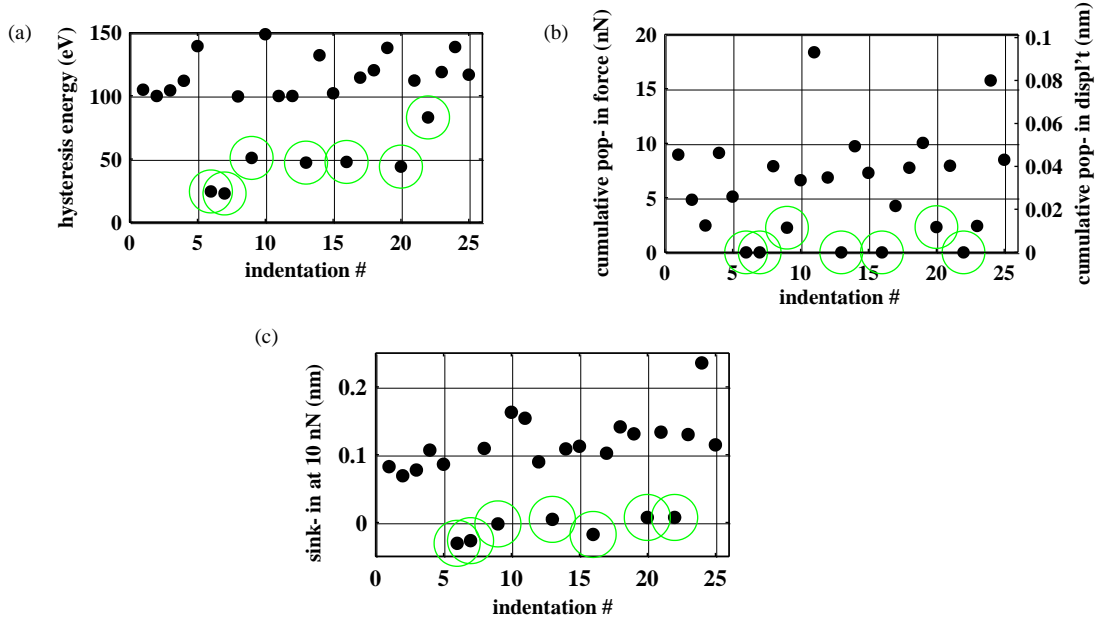 (a)
hysteresis energy (eV)
150
100
50
0
0 5 10 15 20 25
indentation #
(b)
cumulative pop- in force (nN)
20
15
10
5
0
0 5 10 15 20 25
indentation #
0.1
0.08
0.06
0.04
0.02
0
cumulative pop- in displ't (nm)
(c)
sink- in at 10 nN (nm)
0.2
0.1
0
0 5 10 15 20 25
indentation #